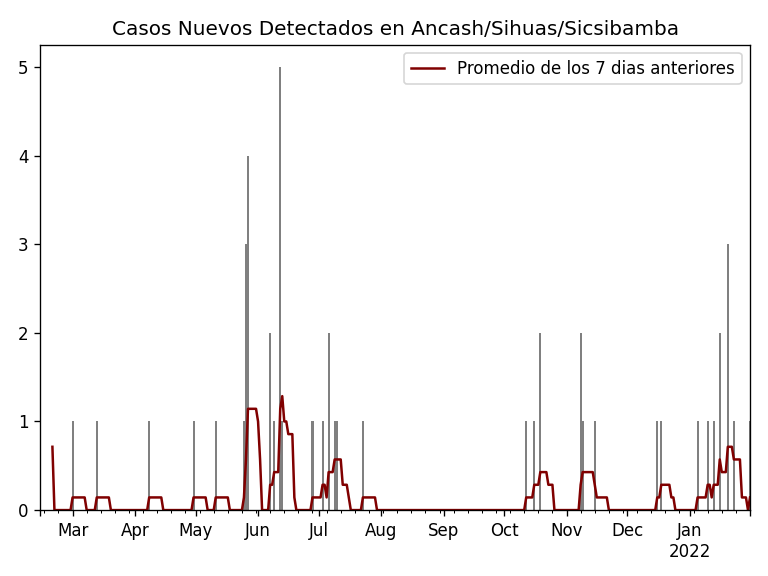 Casos Nuevos Detectados en Ancash/Sihuas/Sicsibamba
Promedio de los 7 dias anteriores
5
4
3
2
1
0
Mar Apr May Jun Jul Aug Sep Oct Nov Dec Jan
2022